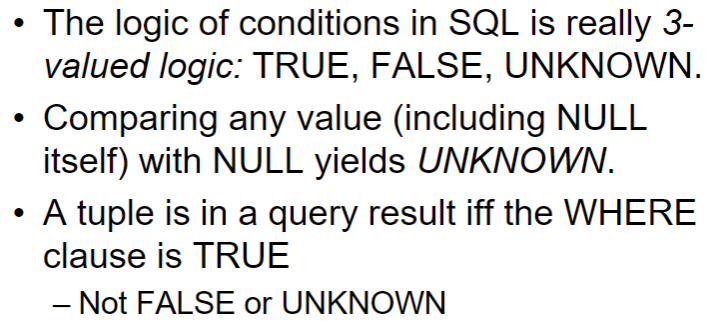 • The logic of conditions in SQL is really 3-
valued logic: TRUE, FALSE, UNKNOWN.
• Comparing any value (including NULL
itself) with NULL yields UNKNOWN.
• A tuple is in a query result iff the WHERE
clause is TRUE
– Not FALSE or UNKNOWN